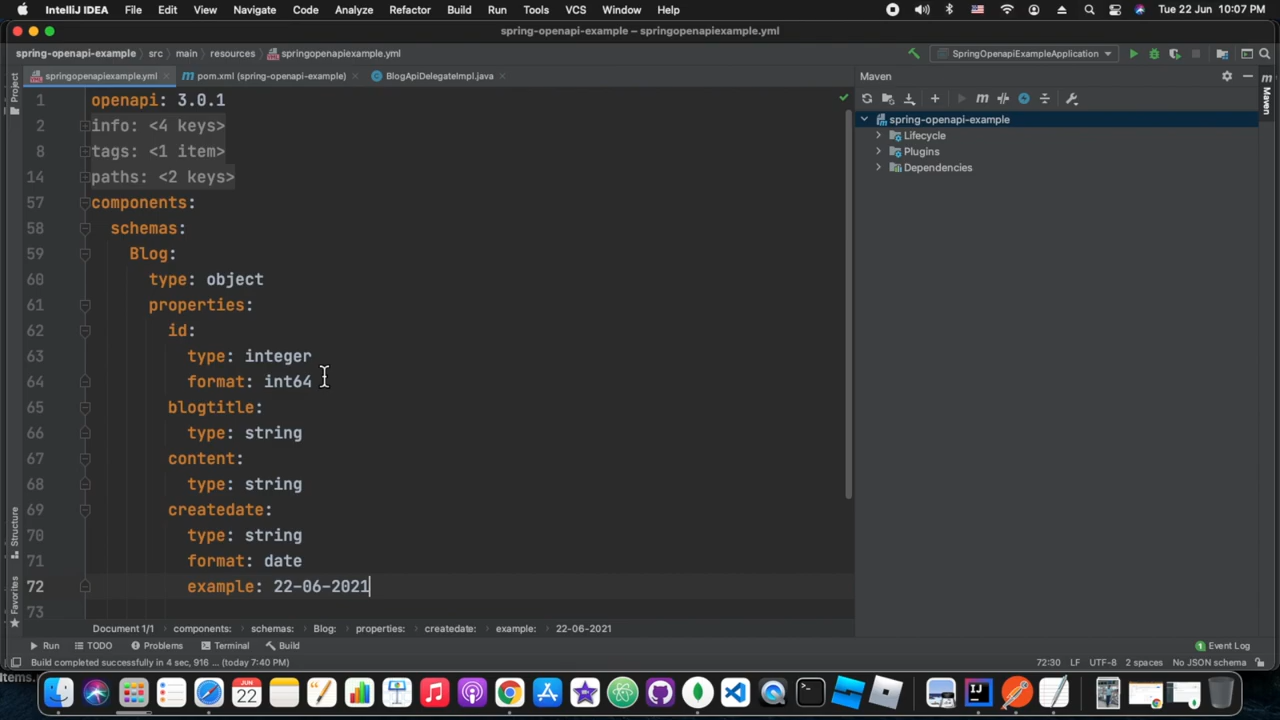 IntelliJ IDEA File Edit View Navigate Code Analyze Refactor Build Run Tools VCS Window Help Tue 22 Jun 10:07 PM
spring-openapi-example – springopenapiexample.yml
spring-openapi-example src main resources springopenapiexample.yml SpringOpenApiExampleApplication
springopenapiexample.yml pom.xml (spring-openapi-example) BlogApiDelegateImpl.java Maven
Project
Maven
1 openapi: 3.0.1
2 info: <4 keys>
8 tags: <1 item>
14 paths: <2 keys>
57 components:
58 schemas:
59 Blog:
60 type: object
61 properties:
62 id:
63 type: integer
64 format: int64
65 blogtitle:
66 type: string
67 content:
68 type: string
69 createdate:
70 type: string
71 format: date
72 example: 22-06-2021
73
spring-openapi-example
Lifecycle
Plugins
Dependencies
Structure
Favorites
Document 1/1 components: schemas: Blog: properties: createdate: example: 22-06-2021
Run TODO Problems Terminal Build Event Log
Build completed successfully in 4 sec, 916 ... (today 7:40 PM) 72:30 LF UTF-8 2 spaces No JSON schema
JUN
22